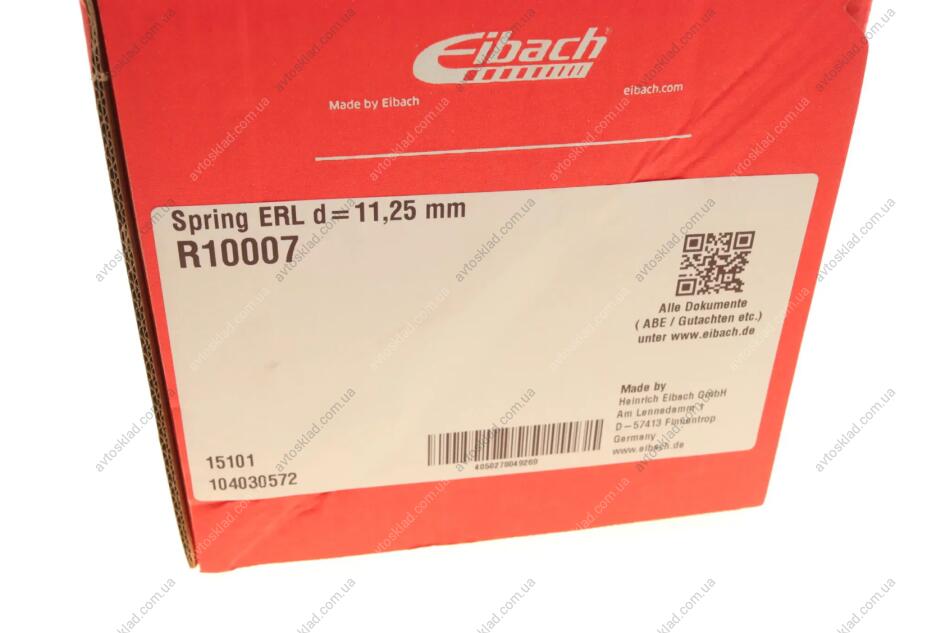 Eibach
Made by Eibach
eibach.com
Spring ERL d=11,25 mm
R10007
Alle Dokumente
( ABE / Gutachten etc.)
unter www.eibach.de
Made by
Heinrich Eibach GmbH
Am Lennedamm 1
D-57413 Finnentrop
Germany
www.eibach.de
15101
104030572
4050278049269
avtosklad.com.ua